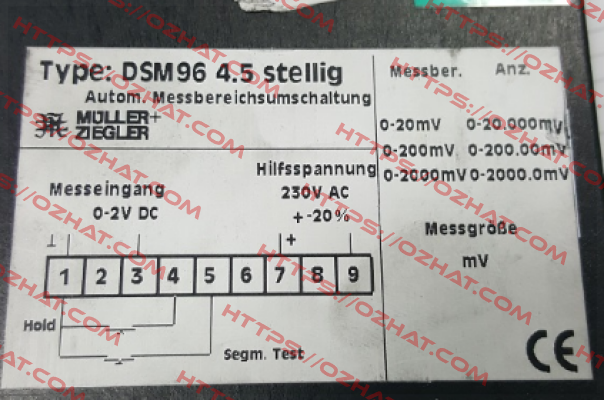 Type: DSM96 4.5 stellig
Autom. Messbereichsumschaltung
MÜLLER+
ZIEGLER
Messber. Anz.
0-20mV 0-20.000mV
0-200mV 0-200.00mV
0-2000mV 0-2000.0mV
Messgröße
mV
Messeingang
0-2V DC
Hilfsspannung
230V AC
+-20%
⊥ +
1 2 3 4 5 6 7 8 9
Hold
Segm. Test
CE
HTTPS://OZHAT.COM